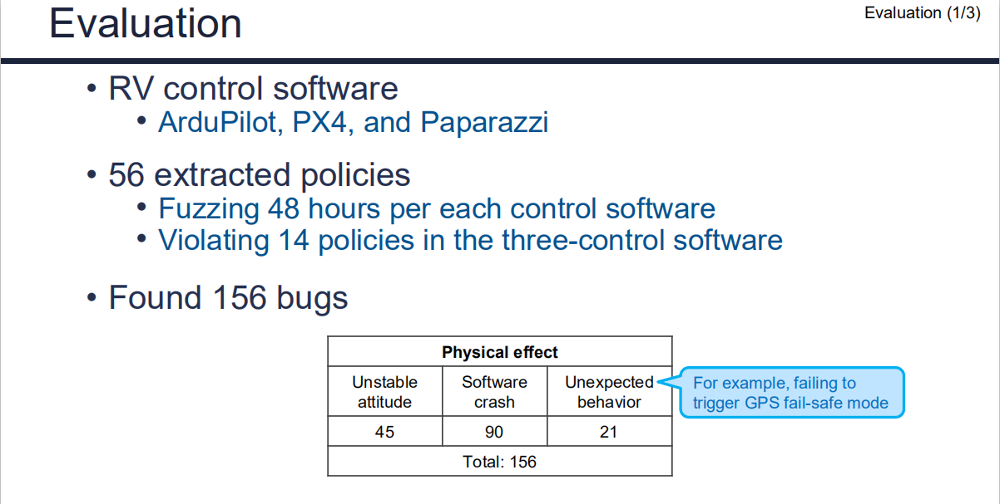 Evaluation
Evaluation (1/3)
• RV control software
• ArduPilot, PX4, and Paparazzi
• 56 extracted policies
• Fuzzing 48 hours per each control software
• Violating 14 policies in the three-control software
• Found 156 bugs
Physical effect
Unstable attitude
Software crash
Unexpected behavior
For example, failing to
trigger GPS fail-safe mode
45 90 21
Total: 156